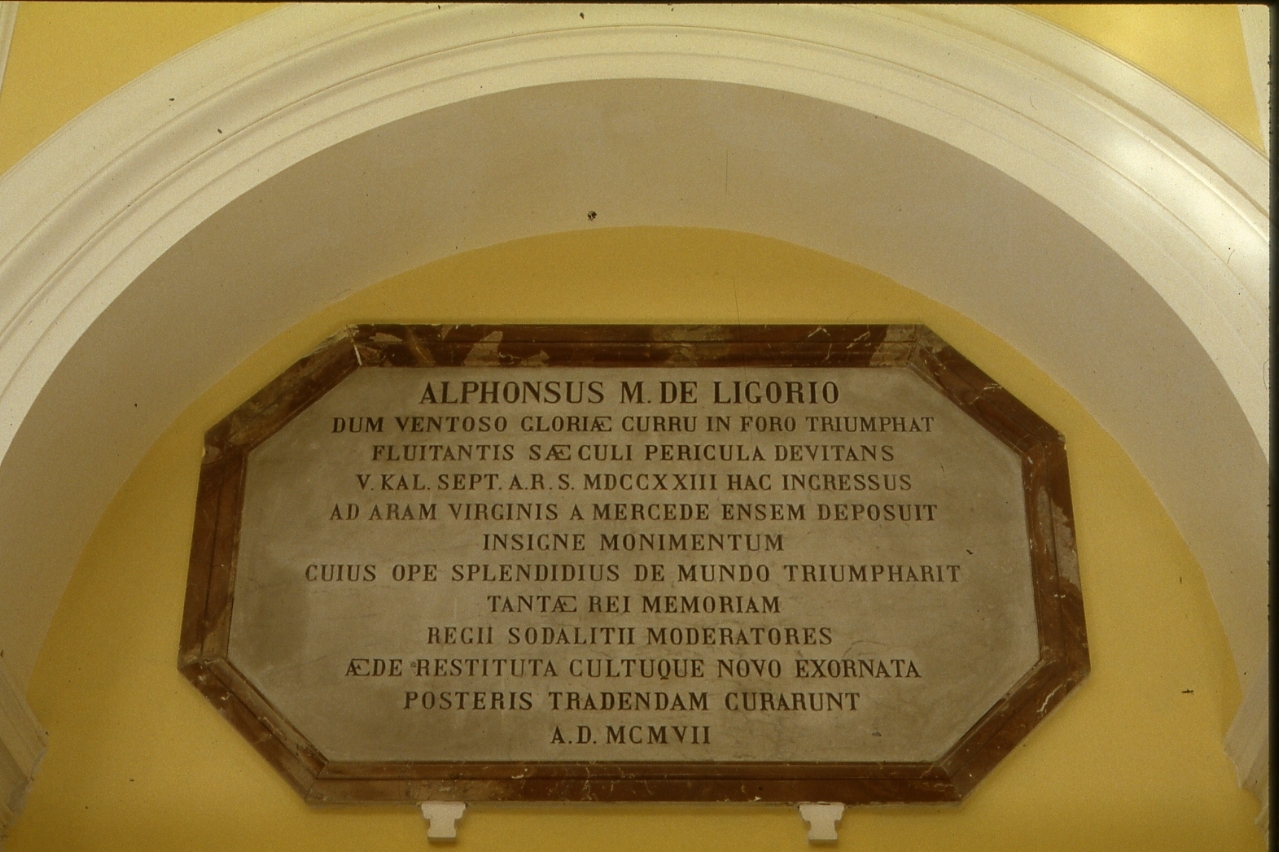 ALPHONSUS M. DE LIGORIO
DUM VENTOSO GLORIÆ CURRU IN FORO TRIUMPHAT
FLUITANTIS SÆCULI PERICULA DEVITANS
V. KAL. SEPT. A.R.S. MDCCXXIII HAC INGRESSUS
AD ARAM VIRGINIS A MERCEDE ENSEM DEPOSUIT
INSIGNE MONIMENTUM
CUIUS OPE SPLENDIDIUS DE MUNDO TRIUMPHARIT
TANTÆ REI MEMORIAM
REGII SODALITII MODERATORES
ÆDE RESTITUTA CULTUQUE NOVO EXORNATA
POSTERIS TRADENDAM CURARUNT
A.D. MCMVII